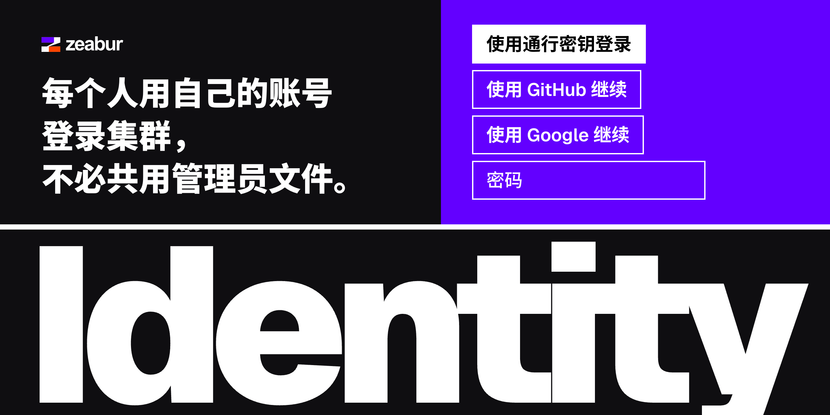 zeabur
每个人用自己的账号
登录集群，
不必共用管理员文件。
使用通行密钥登录
使用 GitHub 继续
使用 Google 继续
密码
Identity